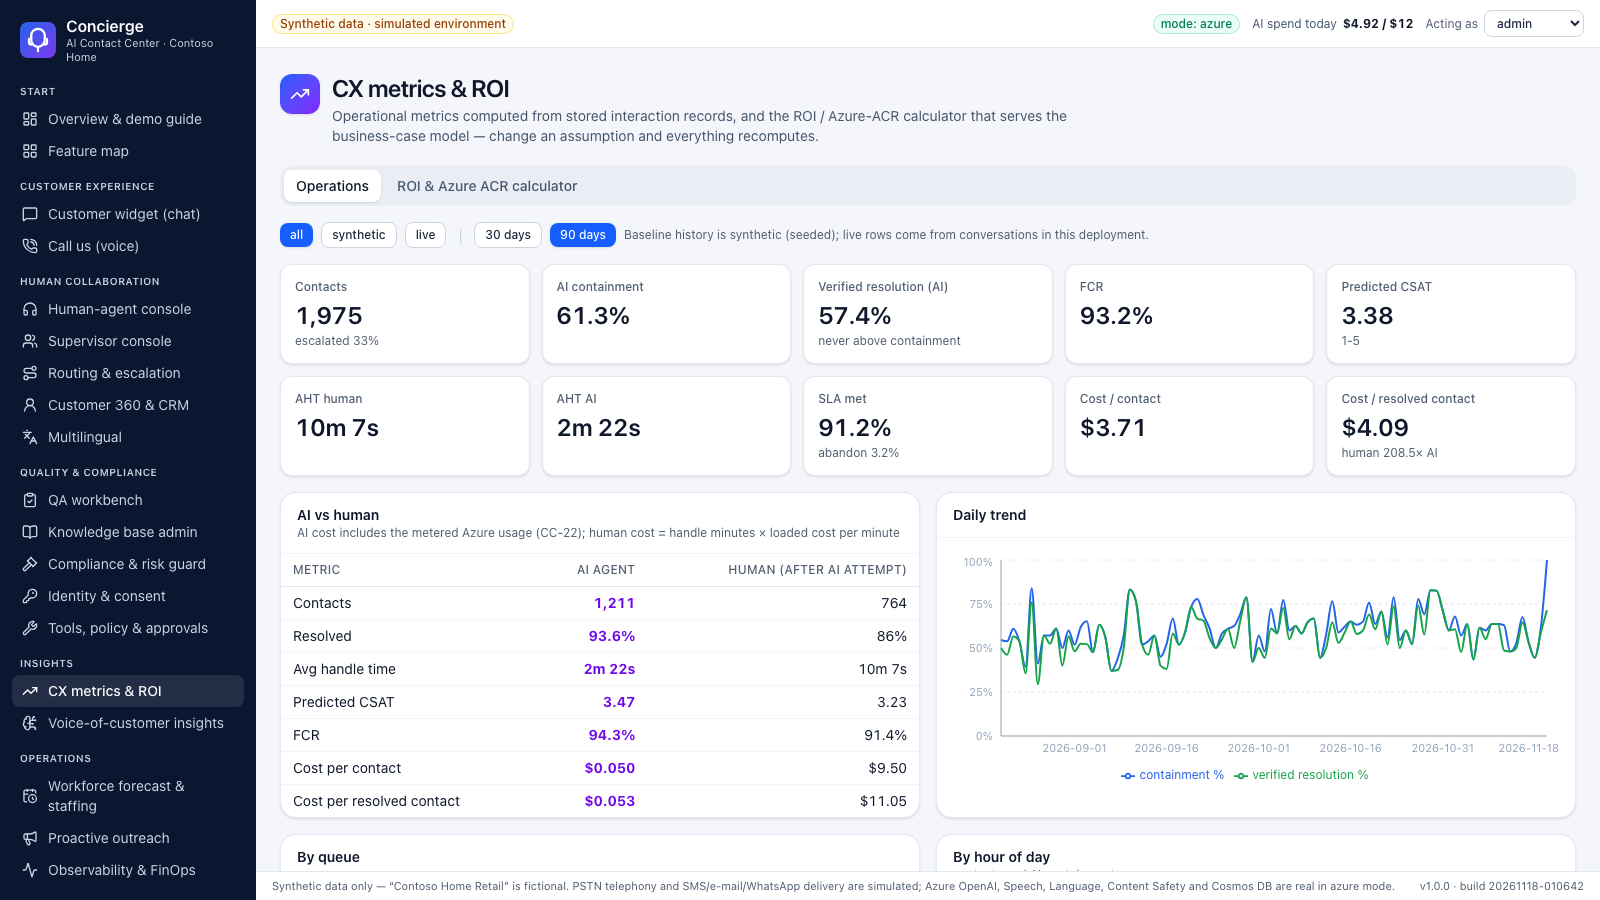 Concierge
AI Contact Center · Contoso
Home
START
Overview & demo guide
Feature map
CUSTOMER EXPERIENCE
Customer widget (chat)
Call us (voice)
HUMAN COLLABORATION
Human-agent console
Supervisor console
Routing & escalation
Customer 360 & CRM
Multilingual
QUALITY & COMPLIANCE
QA workbench
Knowledge base admin
Compliance & risk guard
Identity & consent
Tools, policy & approvals
INSIGHTS
CX metrics & ROI
Voice-of-customer insights
OPERATIONS
Workforce forecast &
staffing
Proactive outreach
Observability & FinOps
Synthetic data · simulated environment
mode: azure AI spend today $4.92 / $12 Acting as admin
CX metrics & ROI
Operational metrics computed from stored interaction records, and the ROI / Azure-ACR calculator that serves the
business-case model — change an assumption and everything recomputes.
Operations ROI & Azure ACR calculator
all synthetic live 30 days 90 days Baseline history is synthetic (seeded); live rows come from conversations in this deployment.
Contacts
1,975
escalated 33%
AI containment
61.3%
Verified resolution (AI)
57.4%
never above containment
FCR
93.2%
Predicted CSAT
3.38
1-5
AHT human
10m 7s
AHT AI
2m 22s
SLA met
91.2%
abandon 3.2%
Cost / contact
$3.71
Cost / resolved contact
$4.09
human 208.5× AI
AI vs human
AI cost includes the metered Azure usage (CC-22); human cost = handle minutes × loaded cost per minute
METRIC AI AGENT HUMAN (AFTER AI ATTEMPT)
Contacts 1,211 764
Resolved 93.6% 86%
Avg handle time 2m 22s 10m 7s
Predicted CSAT 3.47 3.23
FCR 94.3% 91.4%
Cost per contact $0.050 $9.50
Cost per resolved contact $0.053 $11.05
Daily trend
100%
75%
50%
25%
0%
2026-09-01 2026-09-16 2026-10-01 2026-10-16 2026-10-31 2026-11-18
containment % verified resolution %
By queue
By hour of day
Synthetic data only — “Contoso Home Retail” is fictional. PSTN telephony and SMS/e-mail/WhatsApp delivery are simulated; Azure OpenAI, Speech, Language, Content Safety and Cosmos DB are real in azure mode. v1.0.0 · build 20261118-010642